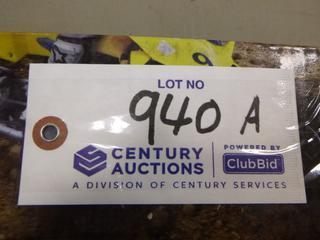 LOT NO
940 A
CENTURY AUCTIONS
POWERED BY
ClubBid
A DIVISION OF CENTURY SERVICES